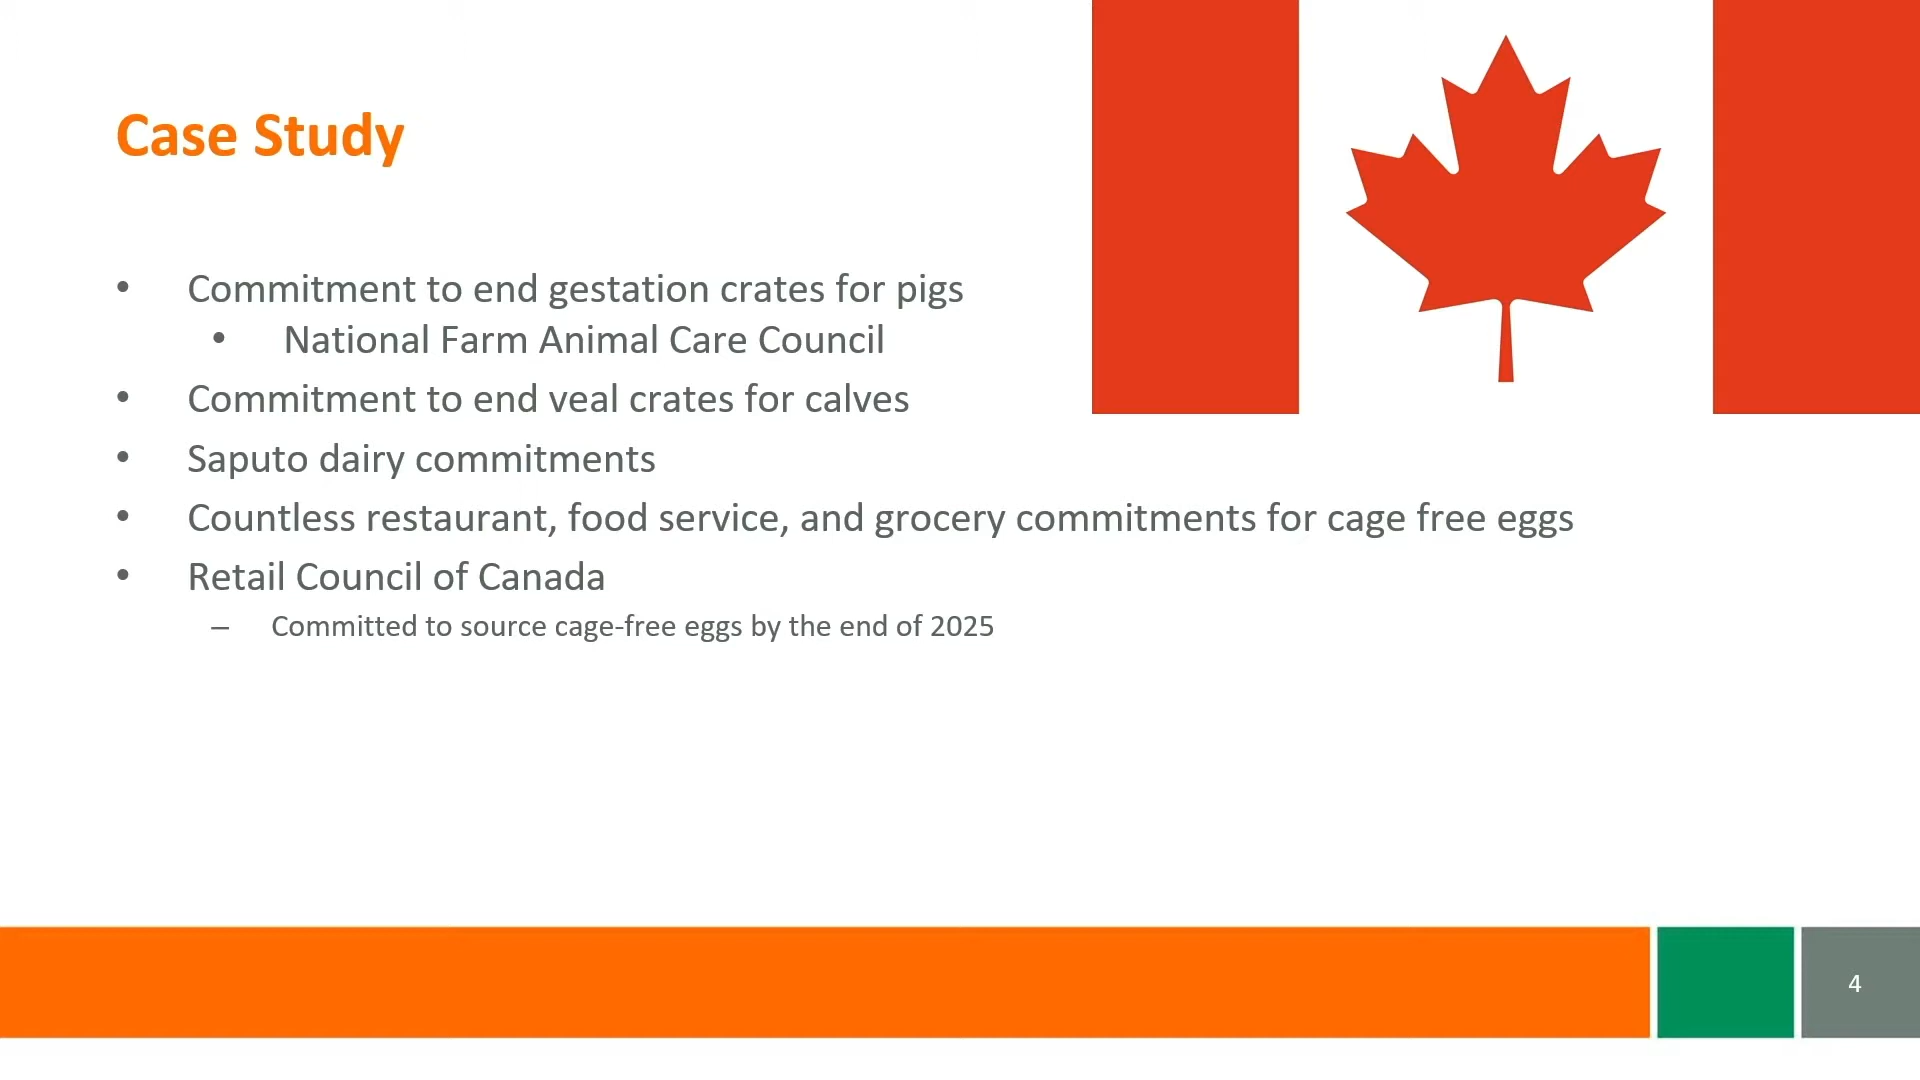 Case Study
• Commitment to end gestation crates for pigs
• National Farm Animal Care Council
• Commitment to end veal crates for calves
• Saputo dairy commitments
• Countless restaurant, food service, and grocery commitments for cage free eggs
• Retail Council of Canada
– Committed to source cage-free eggs by the end of 2025
4